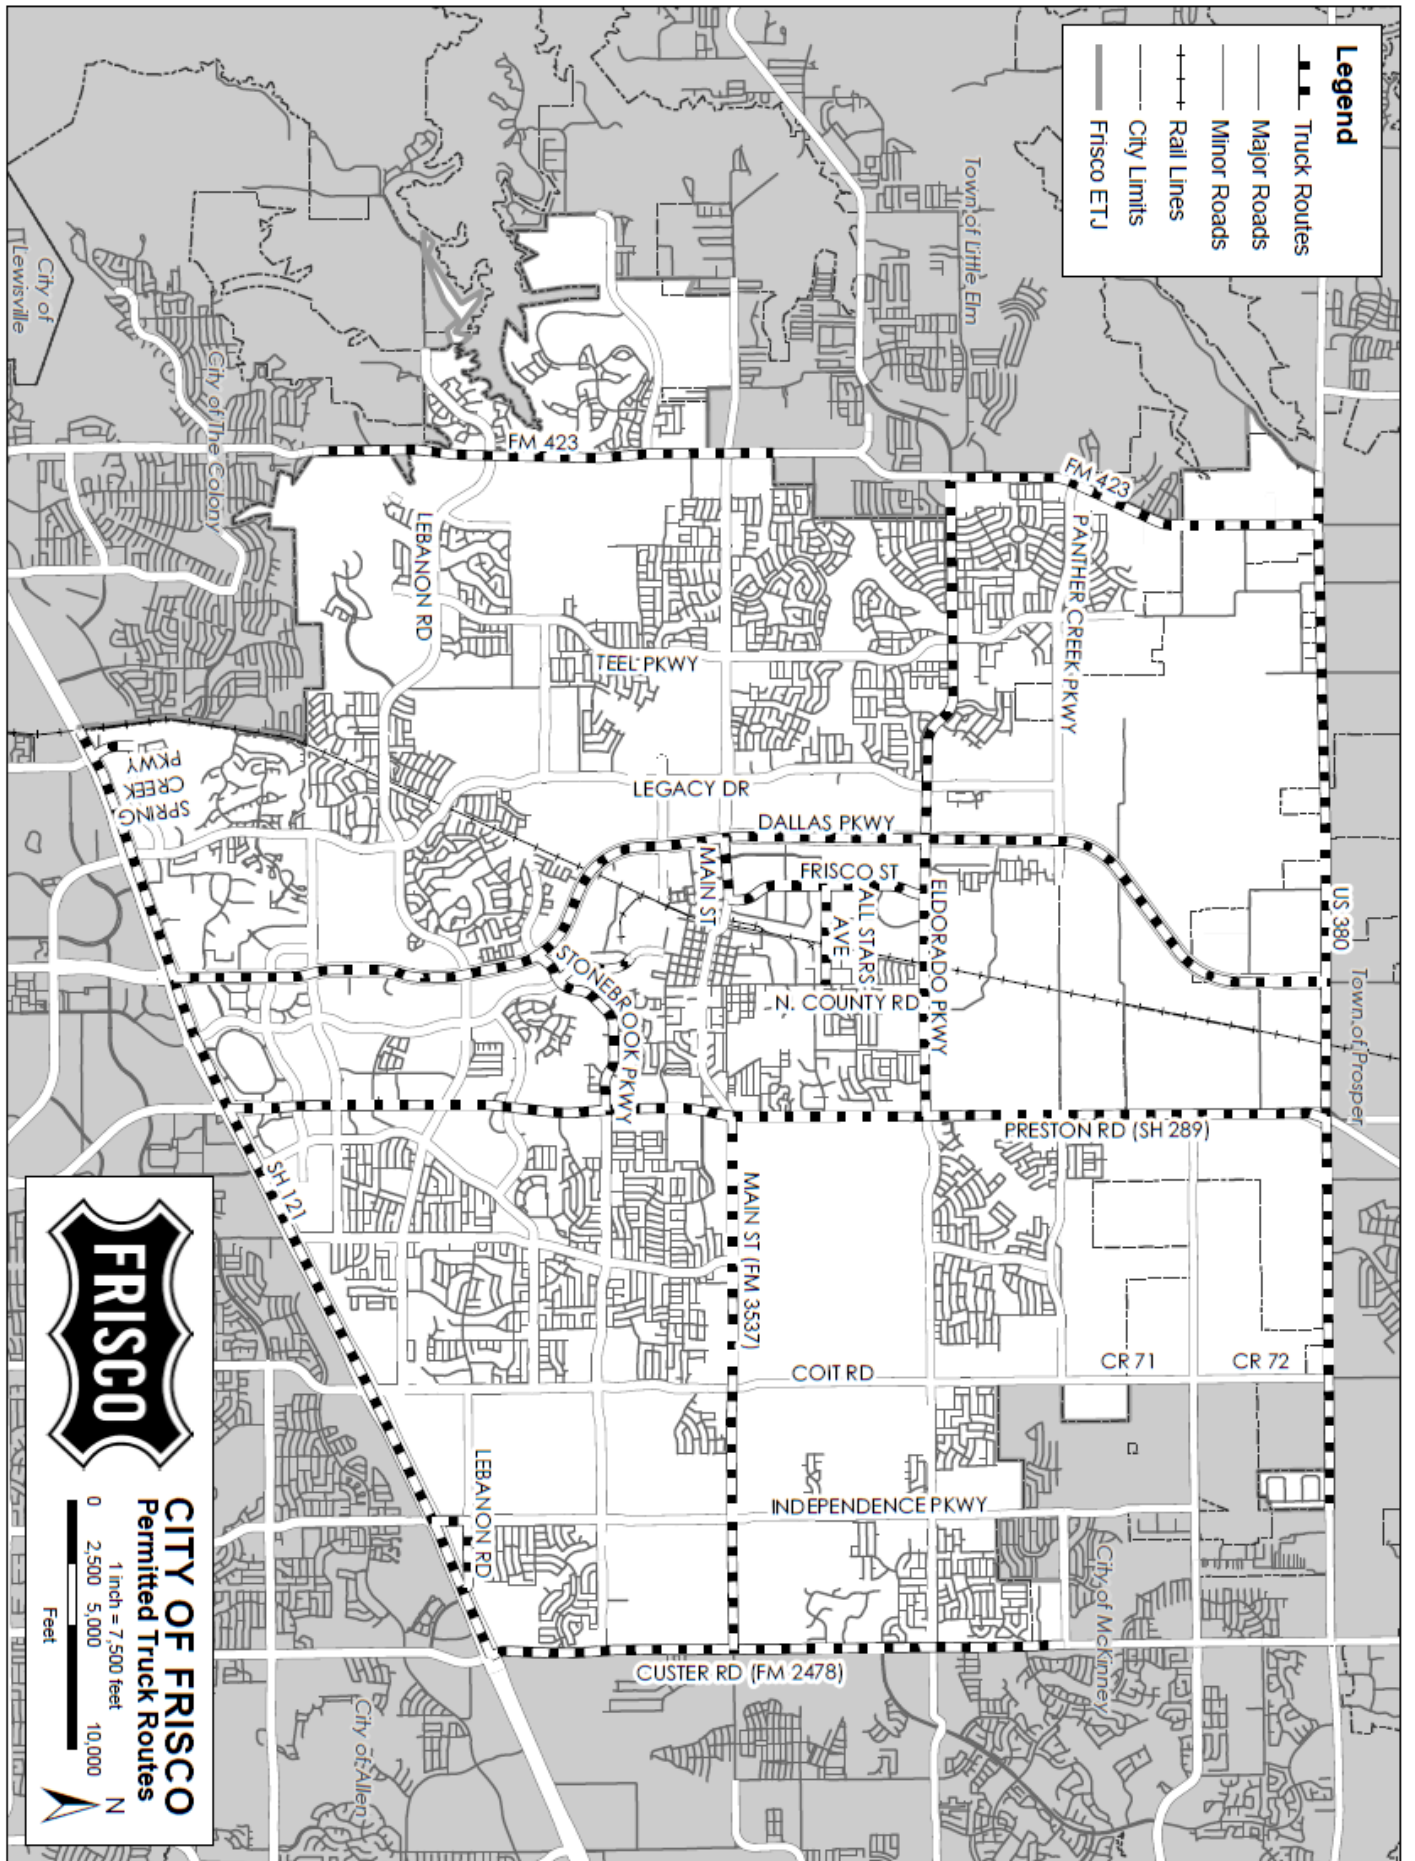 Legend
Truck Routes
Major Roads
Minor Roads
Rail Lines
City Limits
Frisco ETJ
Town of Little Elm
City of
Lewisville
City of The Colony
FM 423
FM 423
LEBANON RD
PANTHER CREEK PKWY
TEEL PKWY
SPRING
CREEK
PKWY
LEGACY DR
DALLAS PKWY
MAIN ST
FRISCO ST
ALL STARS
AVE
ELDORADO PKWY
US 380
Town of Prosper
STONEBROOK PKWY
N. COUNTY RD
PRESTON RD (SH 289)
SH 121
MAIN ST (FM 3537)
COIT RD
CR 71
CR 72
LEBANON RD
INDEPENDENCE PKWY
City of McKinney
CUSTER RD (FM 2478)
City of Allen
FRISCO
CITY OF FRISCO
Permitted Truck Routes
1 inch = 7,500 feet
0 2,500 5,000 10,000
Feet
N